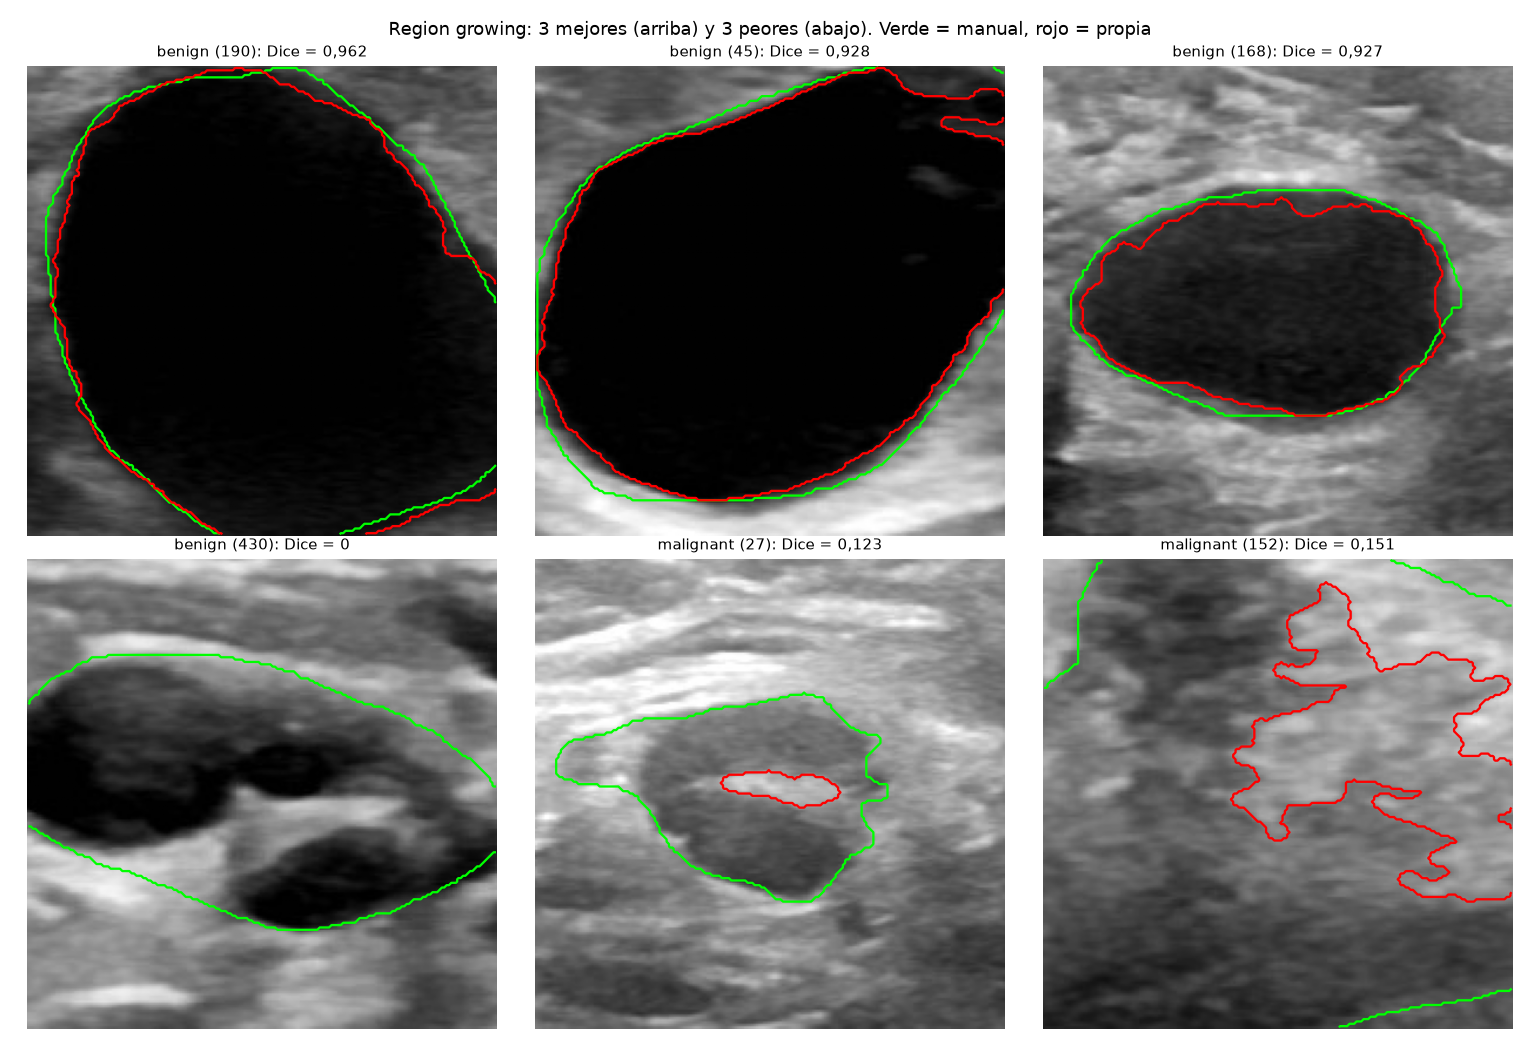 Region growing: 3 mejores (arriba) y 3 peores (abajo). Verde = manual, rojo = propia
benign (190): Dice = 0,962
benign (45): Dice = 0,928
benign (168): Dice = 0,927
benign (430): Dice = 0
malignant (27): Dice = 0,123
malignant (152): Dice = 0,151